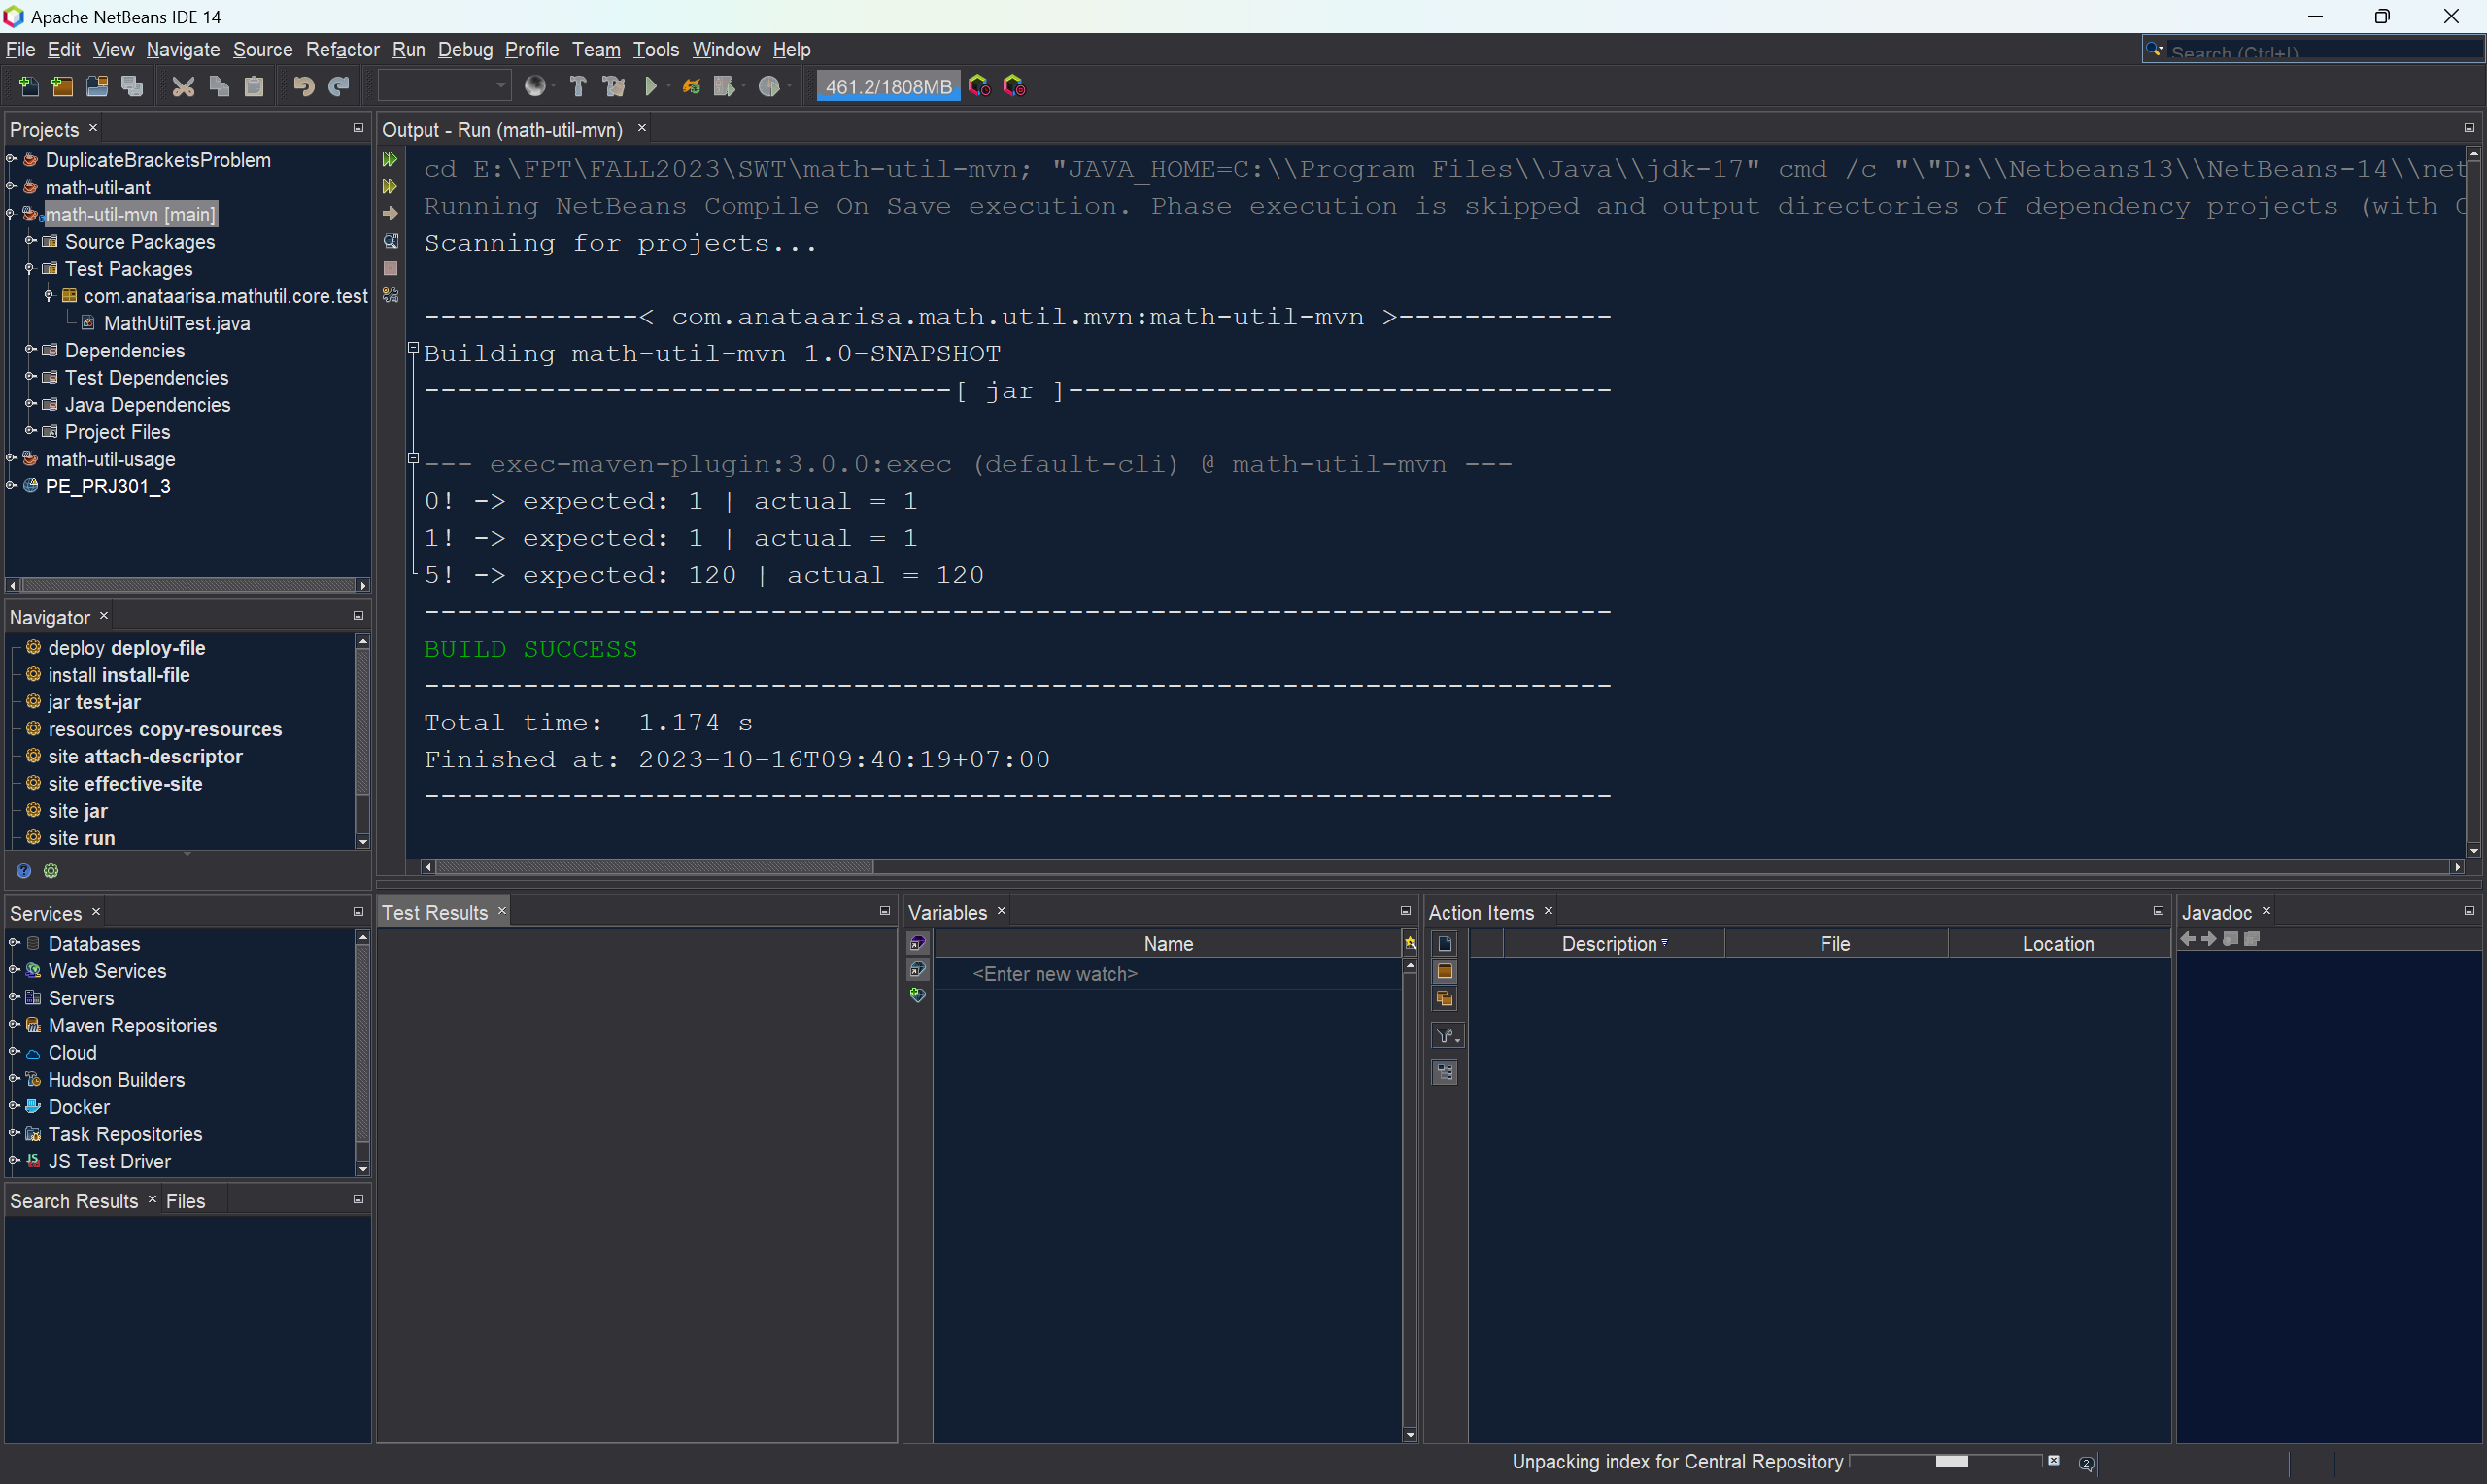 Apache NetBeans IDE 14
File Edit View Navigate Source Refactor Run Debug Profile Team Tools Window Help
Search (Ctrl+I)
461.2/1808MB
Projects
DuplicateBracketsProblem
math-util-ant
math-util-mvn [main]
Source Packages
Test Packages
com.anataarisa.mathutil.core.test
MathUtilTest.java
Dependencies
Test Dependencies
Java Dependencies
Project Files
math-util-usage
PE_PRJ301_3
Navigator
deploy deploy-file
install install-file
jar test-jar
resources copy-resources
site attach-descriptor
site effective-site
site jar
site run
Services
Databases
Web Services
Servers
Maven Repositories
Cloud
Hudson Builders
Docker
Task Repositories
JS Test Driver
Search Results Files
Output - Run (math-util-mvn)
cd E:\FPT\FALL2023\SWT\math-util-mvn; "JAVA_HOME=C:\\Program Files\\Java\\jdk-17" cmd /c "\"D:\\Netbeans13\\NetBeans-14\\net
Running NetBeans Compile On Save execution. Phase execution is skipped and output directories of dependency projects (with C
Scanning for projects...
-------------< com.anataarisa.math.util.mvn:math-util-mvn >-------------
Building math-util-mvn 1.0-SNAPSHOT
--------------------------------[ jar ]---------------------------------
--- exec-maven-plugin:3.0.0:exec (default-cli) @ math-util-mvn ---
0! -> expected: 1 | actual = 1
1! -> expected: 1 | actual = 1
5! -> expected: 120 | actual = 120
------------------------------------------------------------------------
BUILD SUCCESS
------------------------------------------------------------------------
Total time:  1.174 s
Finished at: 2023-10-16T09:40:19+07:00
------------------------------------------------------------------------
Test Results
Variables
Name
<Enter new watch>
Action Items
Description File Location
Javadoc
Unpacking index for Central Repository
2